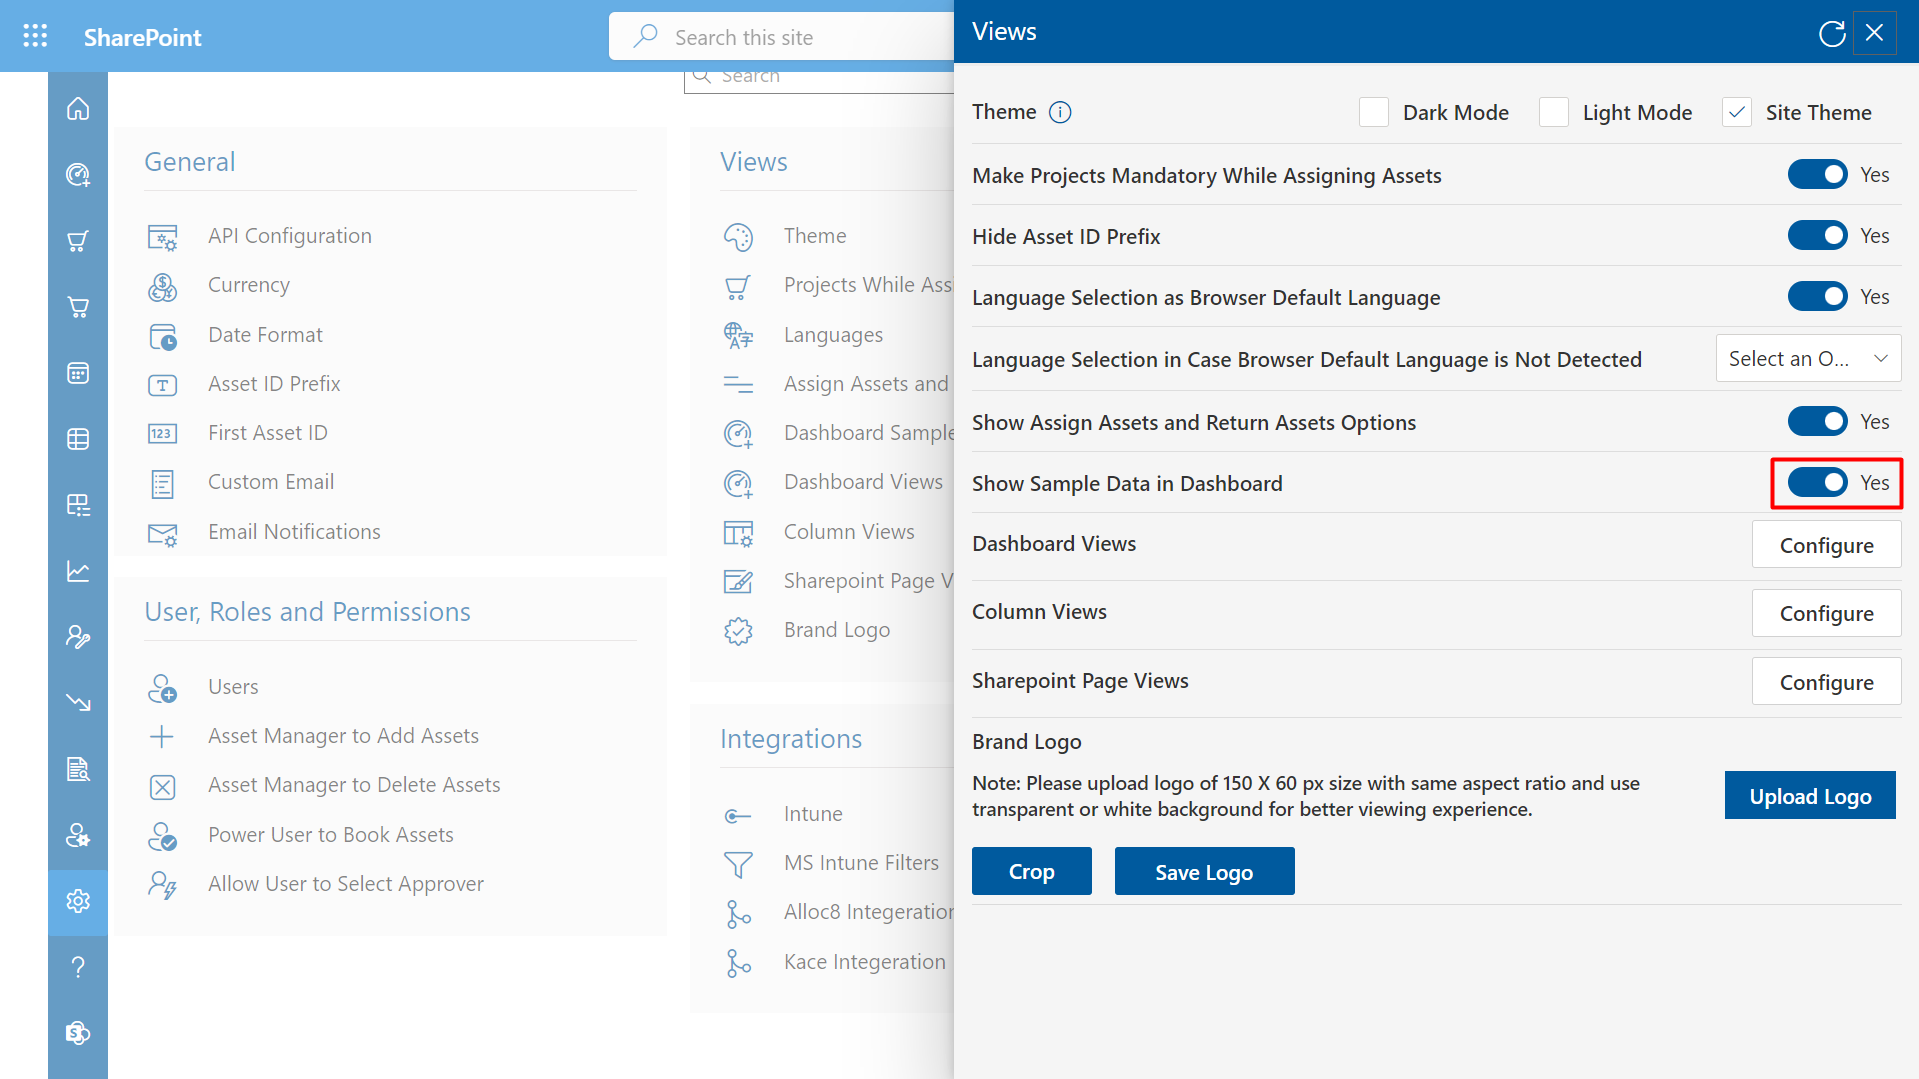 SharePoint
Search this site
Search
General
API Configuration
Currency
Date Format
Asset ID Prefix
123
First Asset ID
Custom Email
Email Notifications
User, Roles and Permissions
Users
Asset Manager to Add Assets
Asset Manager to Delete Assets
Power User to Book Assets
Allow User to Select Approver
Views
Theme
Projects While Assi
Languages
Assign Assets and
Dashboard Sample
Dashboard Views
Column Views
Sharepoint Page V
Brand Logo
Integrations
Intune
MS Intune Filters
Alloc8 Integeration
Kace Integeration
Views
Theme
Dark Mode
Light Mode
Site Theme
Make Projects Mandatory While Assigning Assets
Yes
Hide Asset ID Prefix
Yes
Language Selection as Browser Default Language
Yes
Language Selection in Case Browser Default Language is Not Detected
Select an O...
Show Assign Assets and Return Assets Options
Yes
Show Sample Data in Dashboard
Yes
Dashboard Views
Configure
Column Views
Configure
Sharepoint Page Views
Configure
Brand Logo
Note: Please upload logo of 150 X 60 px size with same aspect ratio and use
transparent or white background for better viewing experience.
Upload Logo
Crop
Save Logo